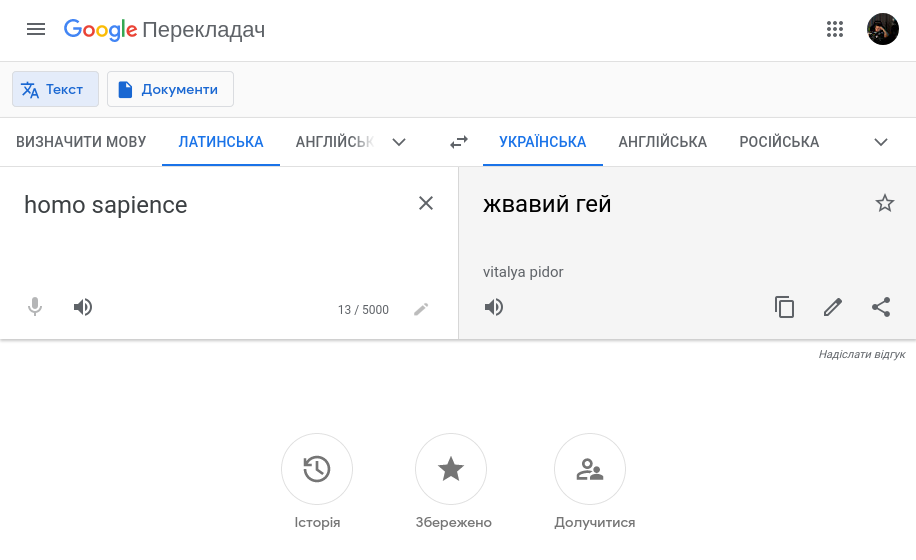 Google Перекладач
Текст
Документи
ВИЗНАЧИТИ МОВУ
ЛАТИНСЬКА
АНГЛІЙСЬК
УКРАЇНСЬКА
АНГЛІЙСЬКА
РОСІЙСЬКА
homo sapience
13 / 5000
жвавий гей
vitalya pidor
Надіслати відгук
Історія
Збережено
Долучитися